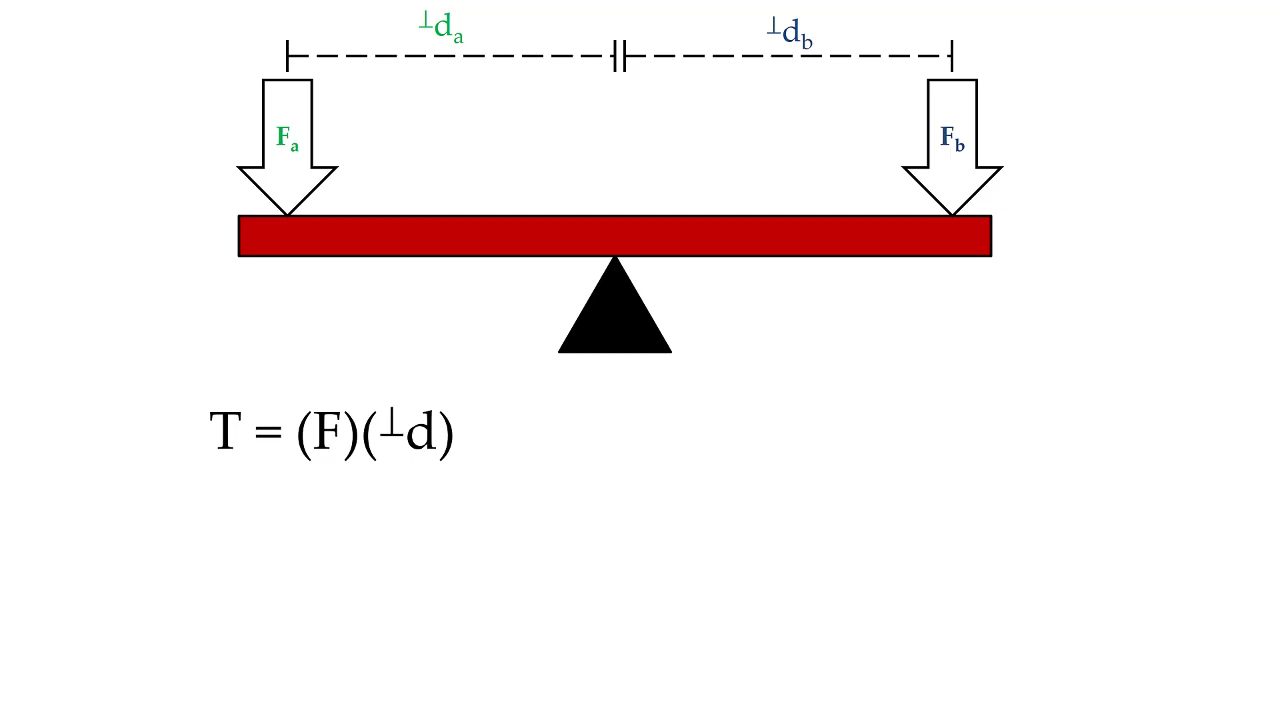 ⊥da
⊥db
Fa
Fb
T = (F)(⊥d)